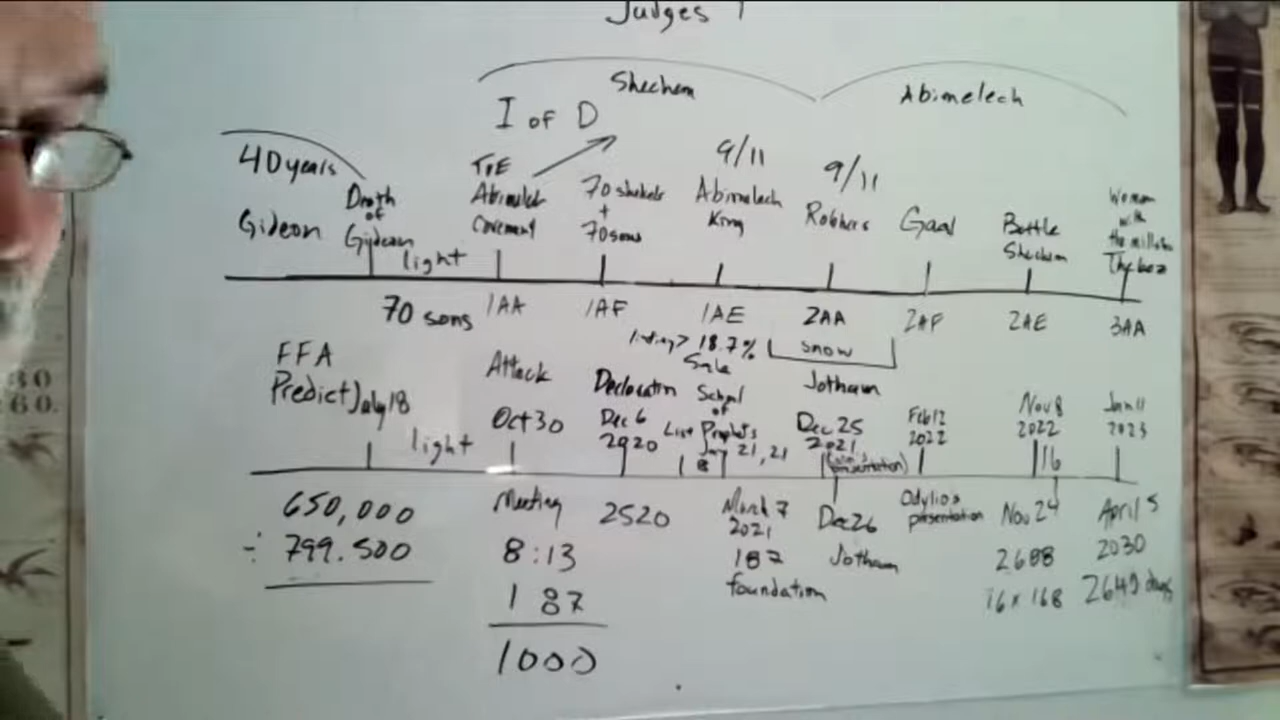 Judges
Shechem
Abimelech
I of D
40 years
Gideon
Death
of
Gideon
light
Abimelech
Covenant
70 shekels
+
70 sons
9/11
Abimelech
King
9/11
Robbers
Gaal
Battle
Shechem
Woman
with
the
70 sons
1AA
1AF
1AE
2AA
2AF
2AE
3AA
18.7%
snow
FFA
Predict July 18
light
Attack
Oct 30
Declaration
Dec 6
2020
School
of
Prophets
21, 21
Jotham
Dec 25
2021
Feb 12
2022
Nov 8
2022
16
Jan 11
2023
650,000
÷ 799.500
Meeting
8:13
187
1000
2520
March 7
2021
187
foundation
Dec 26
Jotham
Odylio's
presentation
Nov 24
2688
16 x 168
April 5
2030
2649 days
30
60.